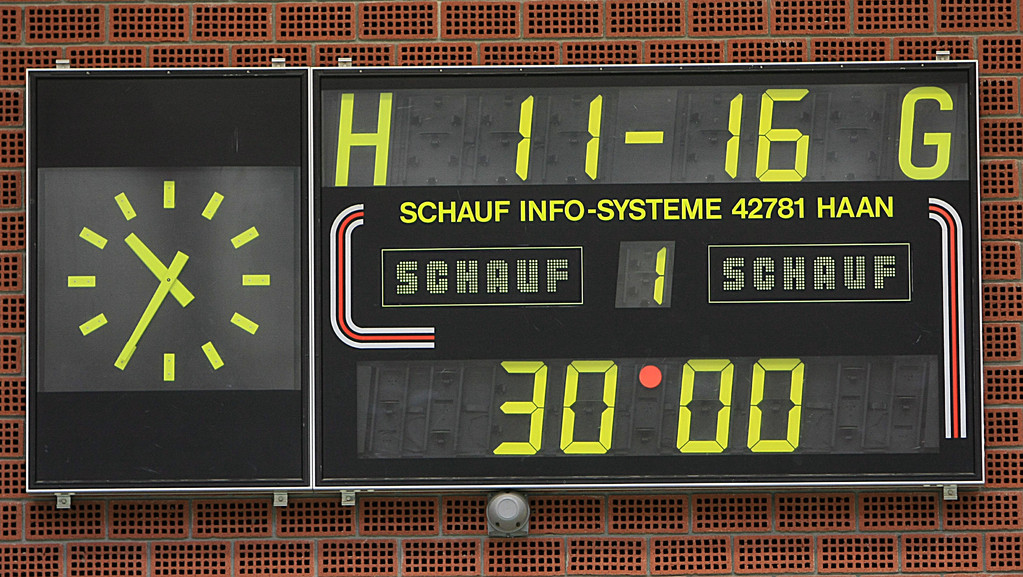 H 11-16 G
SCHAUF INFO-SYSTEME 42781 HAAN
SCHAUF 1 SCHAUF
30:00